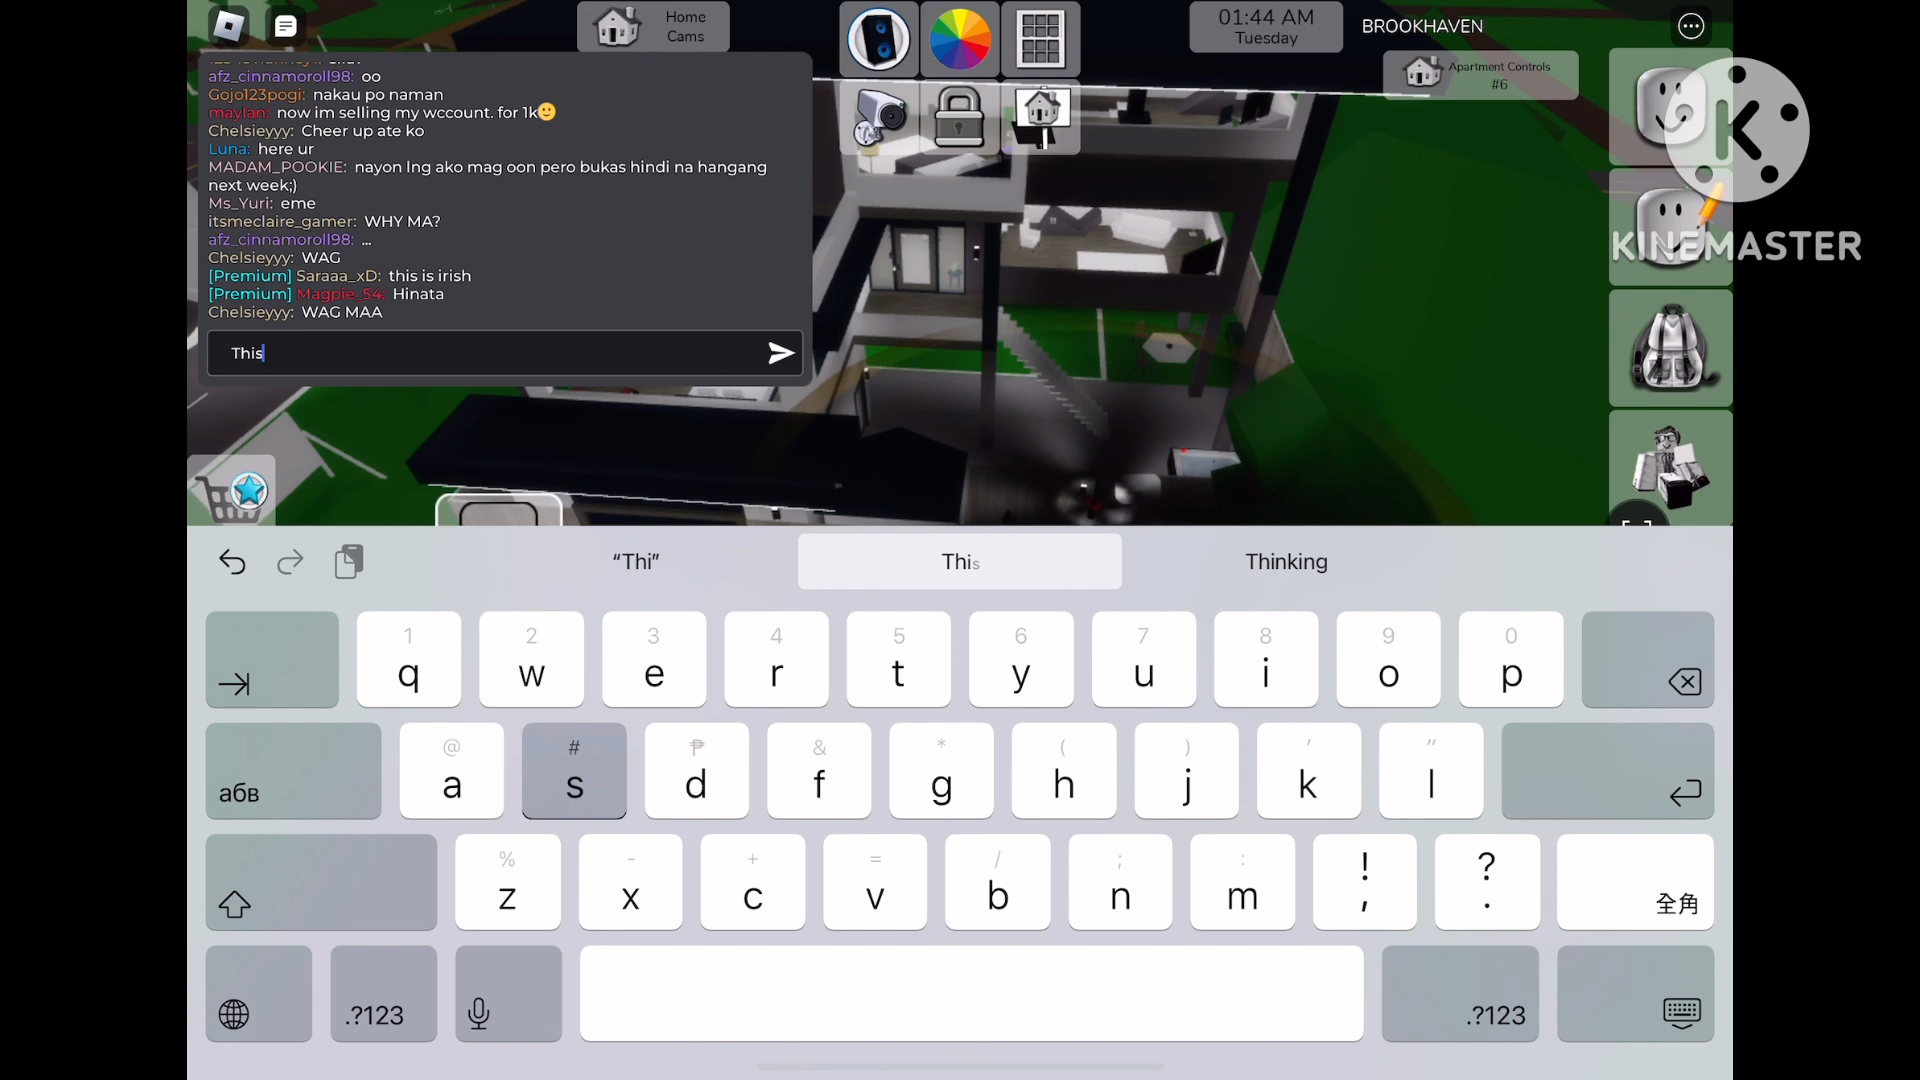 Home
Cams
01:44 AM
Tuesday
BROOKHAVEN
Apartment Controls
#6
afz_cinnamoroll98: oo
Gojo123pogi: nakau po naman
maylan: now im selling my wccount. for 1k🙂
Chelsieyyy: Cheer up ate ko
Luna: here ur
MADAM_POOKIE: nayon lng ako mag oon pero bukas hindi na hangang
next week;)
Ms_Yuri: eme
itsmeclaire_gamer: WHY MA?
afz_cinnamoroll98: ...
Chelsieyyy: WAG
[Premium] Saraaa_xD: this is irish
[Premium] Magpie_54: Hinata
Chelsieyyy: WAG MAA
This
K
KINEMASTER
“Thi” This Thinking
1 2 3 4 5 6 7 8 9 0
q w e r t y u i o p
@ # ₱ & * ( ) ' "
абв a s d f g h j k l
% - + = / ; : ! ?
z x c v b n m , . 全角
.?123 .?123